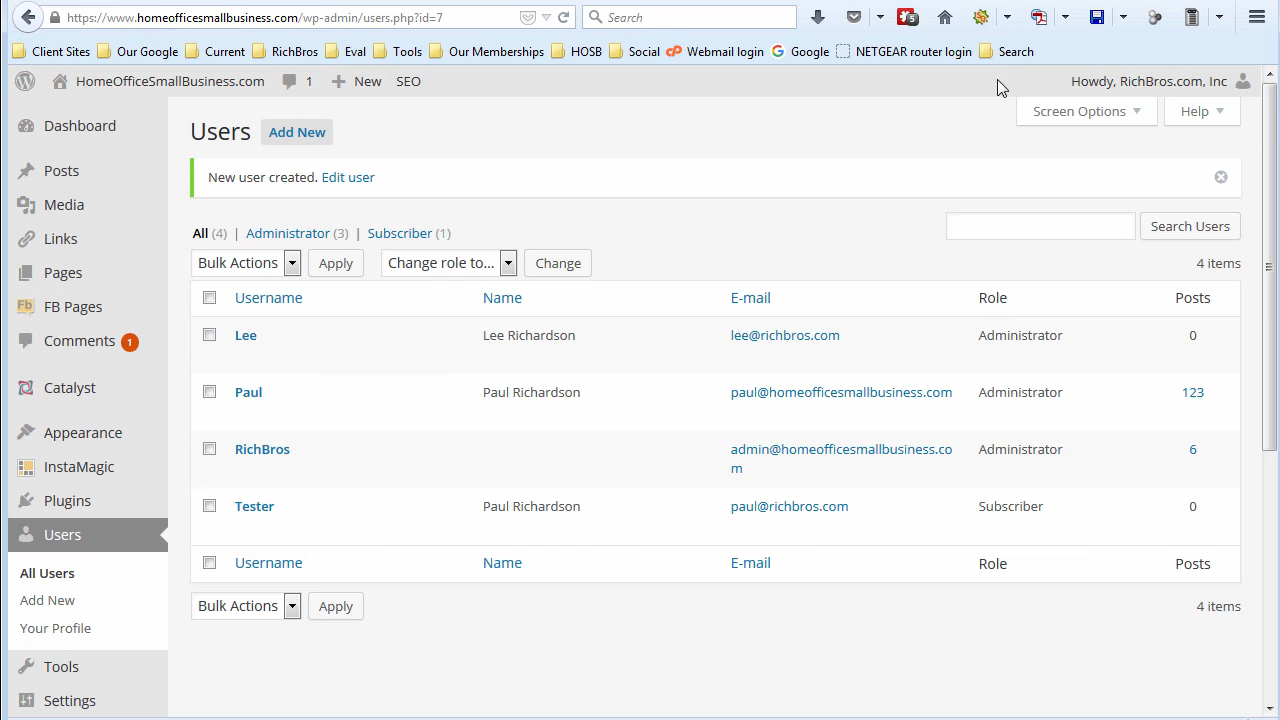 https://www.homeofficesmallbusiness.com/wp-admin/users.php?id=7
Search
5
Client Sites Our Google Current RichBros Eval Tools Our Memberships HOSB Social Webmail login Google NETGEAR router login Search
HomeOfficeSmallBusiness.com 1 New SEO Howdy, RichBros.com, Inc
Screen Options Help
Dashboard
Posts
Media
Links
Pages
Fb FB Pages
Comments 1
Catalyst
Appearance
InstaMagic
Plugins
Users
All Users
Add New
Your Profile
Tools
Settings
Users Add New
New user created. Edit user
All (4) | Administrator (3) | Subscriber (1)
Search Users
Bulk Actions Apply Change role to... Change 4 items
Username Name E-mail Role Posts
Lee Lee Richardson lee@richbros.com Administrator 0
Paul Paul Richardson paul@homeofficesmallbusiness.com Administrator 123
RichBros admin@homeofficesmallbusiness.co Administrator 6
m
Tester Paul Richardson paul@richbros.com Subscriber 0
Username Name E-mail Role Posts
Bulk Actions Apply 4 items